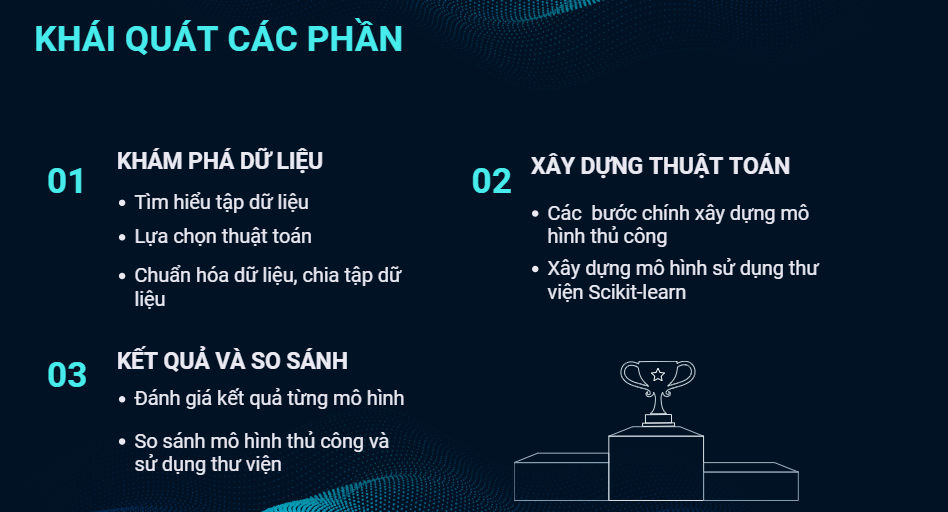 KHÁI QUÁT CÁC PHẦN
01
KHÁM PHÁ DỮ LIỆU
• Tìm hiểu tập dữ liệu
• Lựa chọn thuật toán
• Chuẩn hóa dữ liệu, chia tập dữ
liệu
02
XÂY DỰNG THUẬT TOÁN
• Các bước chính xây dựng mô
hình thủ công
• Xây dựng mô hình sử dụng thư
viện Scikit-learn
03
KẾT QUẢ VÀ SO SÁNH
• Đánh giá kết quả từng mô hình
• So sánh mô hình thủ công và
sử dụng thư viện